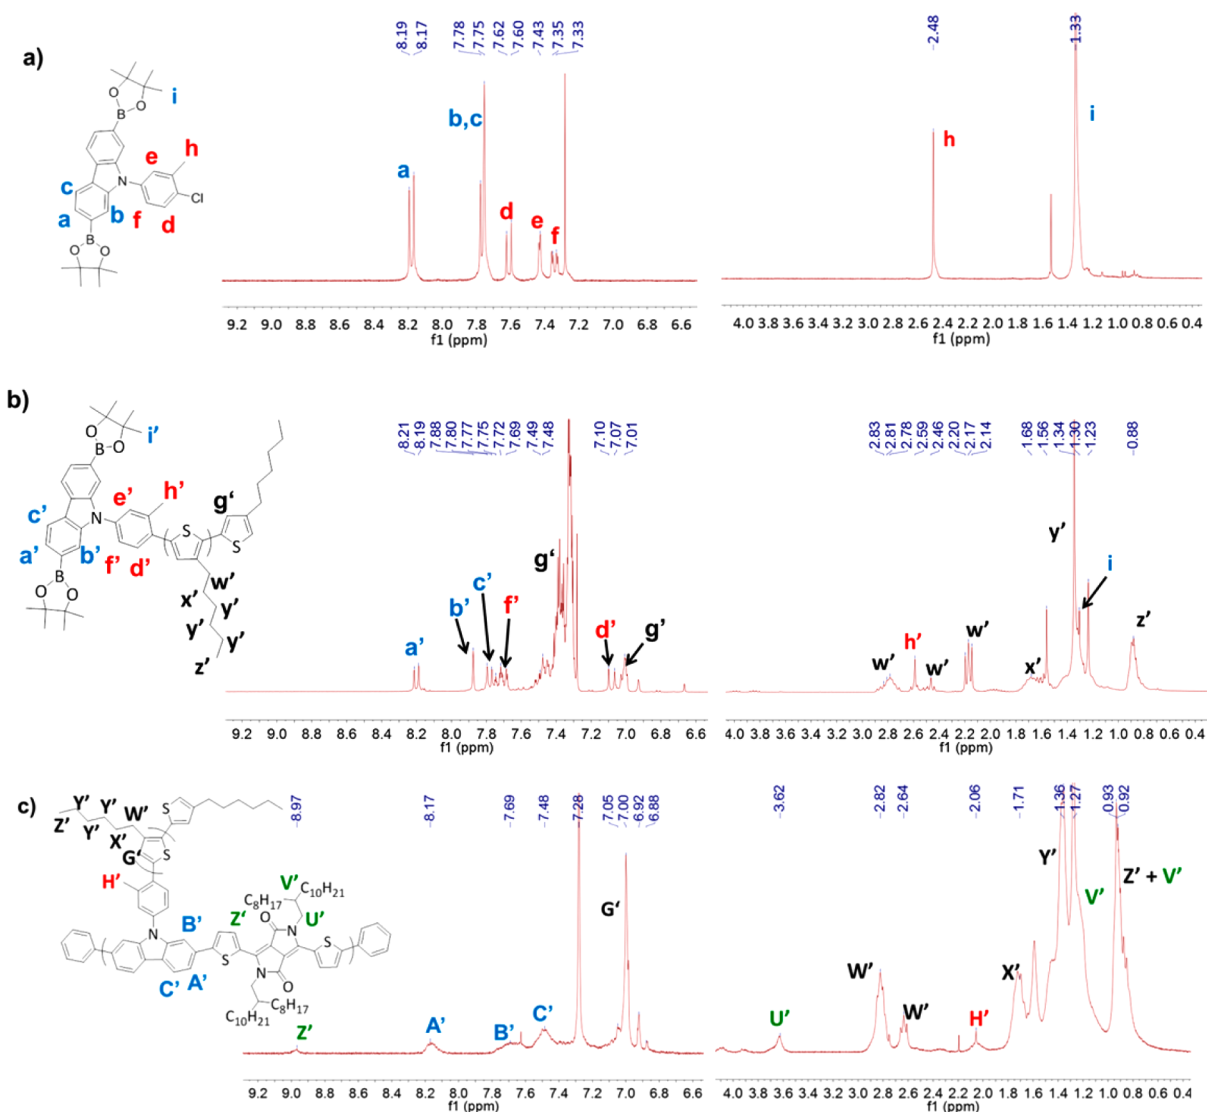 a)
8.19
8.17
7.78
7.75
7.62
7.60
7.43
7.35
7.33
2.48
1.33
i
B
O
O
e
h
c
N
Cl
a
b
f
d
B
O
O
a
b,c
d
e
f
h
i
9.2 9.0 8.8 8.6 8.4 8.2 8.0 7.8 7.6 7.4 7.2 7.0 6.8 6.6
f1 (ppm)
4.0 3.8 3.6 3.4 3.2 3.0 2.8 2.6 2.4 2.2 2.0 1.8 1.6 1.4 1.2 1.0 0.8 0.6 0.4
f1 (ppm)
b)
8.21
8.19
7.88
7.80
7.77
7.75
7.72
7.69
7.49
7.48
7.10
7.07
7.01
2.83
2.81
2.78
2.59
2.46
2.20
2.17
2.14
1.68
1.56
1.34
1.30
1.23
0.88
i'
O
B
O
g'
e'
h'
c'
N
S
S
a'
b'
f'
d'
w'
x'
y'
y'
y'
z'
B
O
O
a'
b'
c'
f'
g'
d'
g'
w'
h'
w'
w'
x'
y'
i
z'
9.2 9.0 8.8 8.6 8.4 8.2 8.0 7.8 7.6 7.4 7.2 7.0 6.8 6.6
f1 (ppm)
4.0 3.8 3.6 3.4 3.2 3.0 2.8 2.6 2.4 2.2 2.0 1.8 1.6 1.4 1.2 1.0 0.8 0.6 0.4
f1 (ppm)
c)
8.97
8.17
7.69
7.48
7.28
7.05
7.00
6.92
6.88
3.62
2.82
2.64
2.06
1.71
1.36
1.27
0.93
0.92
Y'
Y'
W'
Z'
Y'
X'
S
S
G'
H'
V'
C10H21
C8H17
B'
Z'
U'
O
N
S
N
S
N
O
C'
A'
C8H17
C10H21
Z'
A'
B'
C'
G'
U'
W'
W'
H'
X'
Y'
V'
Z' + V'
9.2 9.0 8.8 8.6 8.4 8.2 8.0 7.8 7.6 7.4 7.2 7.0 6.8 6.6
f1 (ppm)
4.0 3.8 3.6 3.4 3.2 3.0 2.8 2.6 2.4 2.2 2.0 1.8 1.6 1.4 1.2 1.0 0.8 0.6 0.4
f1 (ppm)